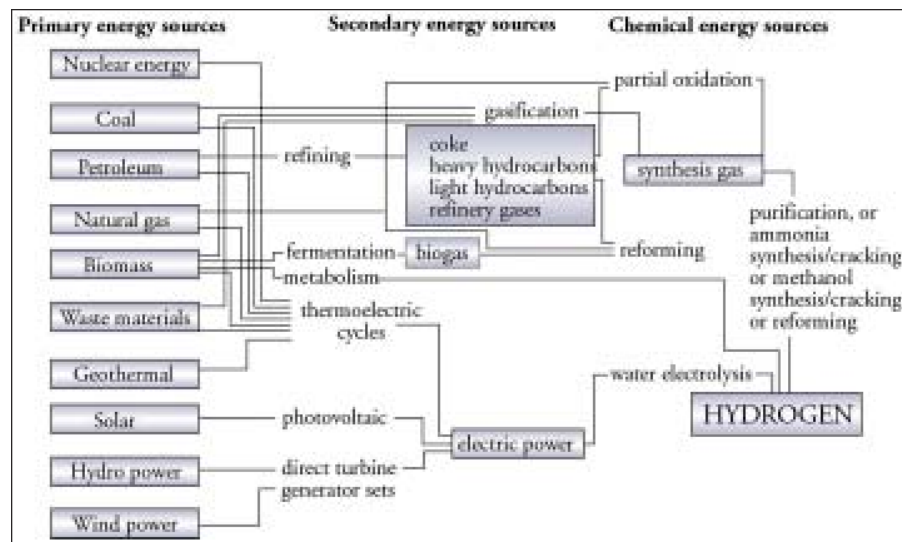 Primary energy sources
Secondary energy sources
Chemical energy sources
Nuclear energy
Coal
Petroleum
Natural gas
Biomass
Waste materials
Geothermal
Solar
Hydro power
Wind power
refining
fermentation
metabolism
thermoelectric
cycles
photovoltaic
direct turbine
generator sets
gasification
coke
heavy hydrocarbons
light hydrocarbons
refinery gases
biogas
electric power
partial oxidation
synthesis gas
reforming
purification, or
ammonia
synthesis/cracking
or methanol
synthesis/cracking
or reforming
water electrolysis
HYDROGEN